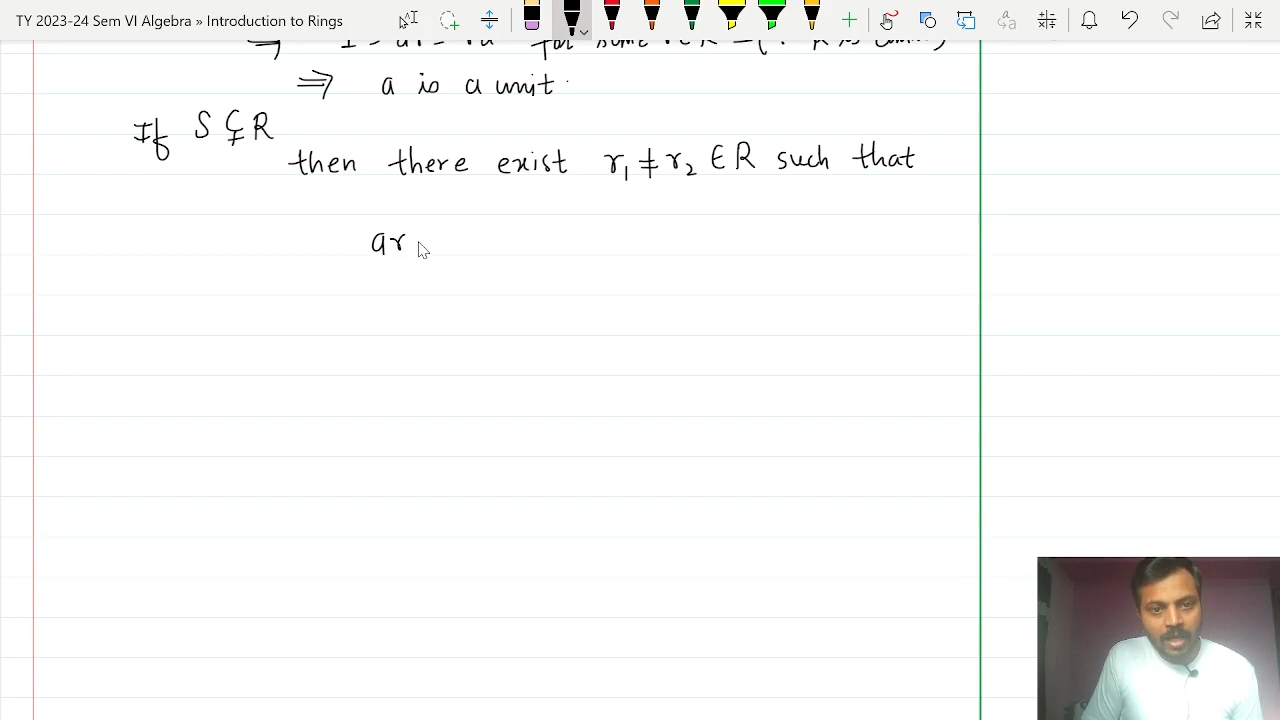 TY 2023-24 Sem VI Algebra » Introduction to Rings
⇒ a is a unit.
If S ⊊ R
then there exist r₁ ≠ r₂ ∈ R such that
ar